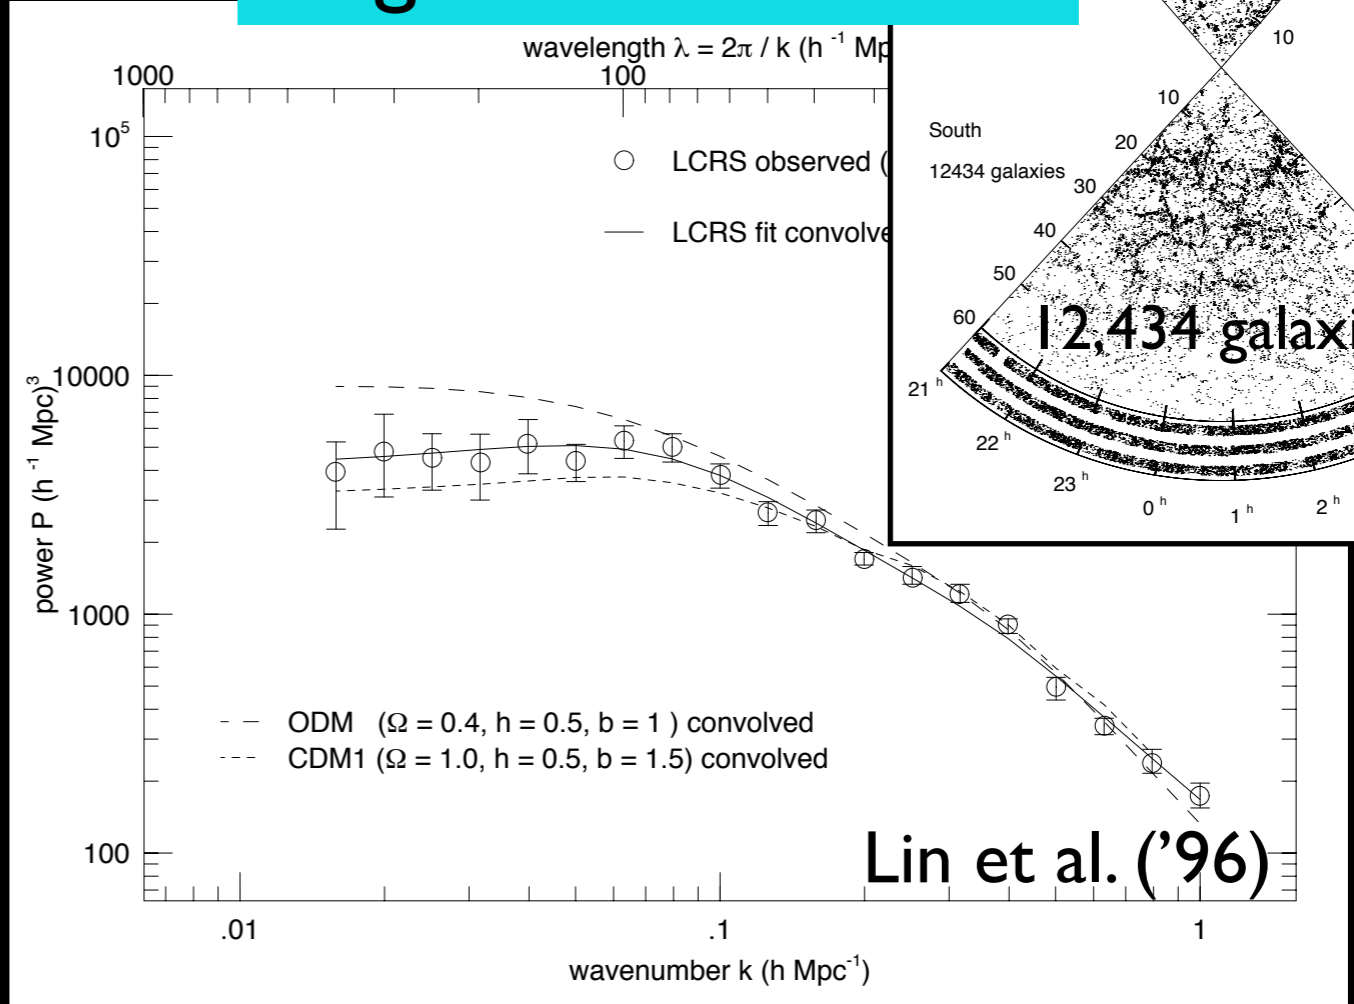 wavelength λ = 2π / k (h⁻¹
1000 100
10⁵
10000
1000
100
power P (h⁻¹ Mpc)³
LCRS observed (
LCRS fit
ODM (Ω = 0.4, h = 0.5, b = 1 ) convolved
CDM1 (Ω = 1.0, h = 0.5, b = 1.5) convolved
Lin et al. ('96)
.01 .1 1
wavenumber k (h Mpc⁻¹)
10
South
12434 galaxies
10
20
30
40
50
60
12,434
21 ʰ
22 ʰ
23 ʰ
0 ʰ
1 ʰ
2 ʰ